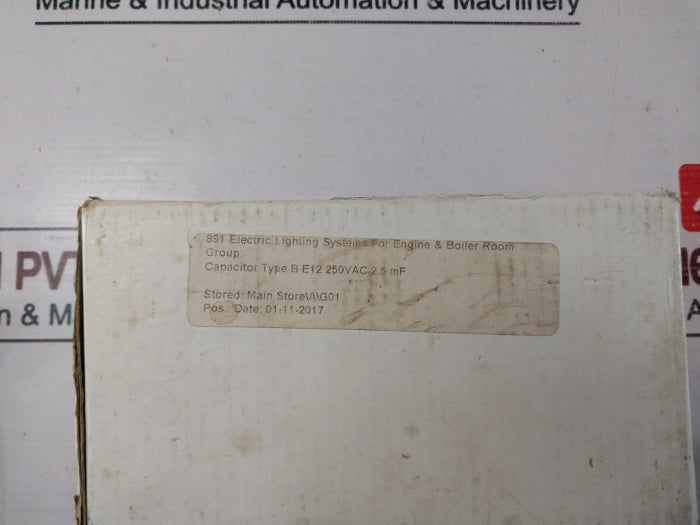 Marine & Industrial Automation & Machinery
891 Electric Lighting Systems For Engine & Boiler Room
Group:
Capacitor Type B E12 250VAC 2.5 mF
Stored: Main Store\A\G01
Pos.: Date: 01-11-2017
PVT
n & M
A